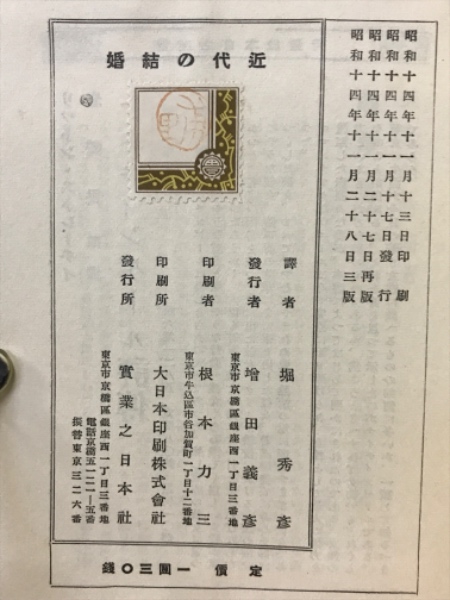 昭和十四年十一月十三日印刷
昭和十四年十一月十七日發行
昭和十四年十一月二十七日再版
昭和十四年十一月二十八日三版
近代の結婚
譯者 堀秀彦
發行者 增田義彦
東京市京橋區銀座西一丁目三番地
印刷者 根本力三
東京市牛込區市谷加賀町一丁目十二番地
印刷所 大日本印刷株式會社
發行所 實業之日本社
東京市京橋區銀座西一丁目三番地
電話京橋五一二一—五番
振替東京三二六番
定價一圓三〇錢